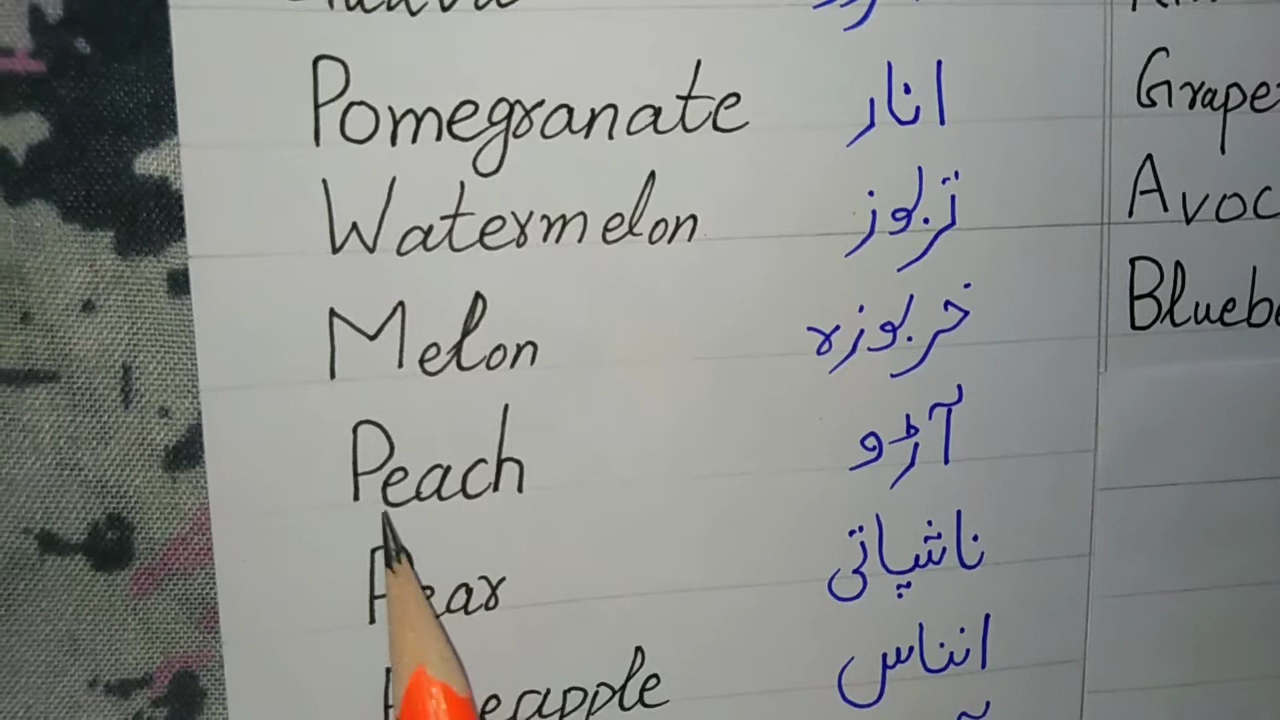 Pomegranate انار
Watermelon تربوز
Melon خربوزہ
Peach آڑو
ناشپاتی
انناس
Grape
Avoc
Blueb